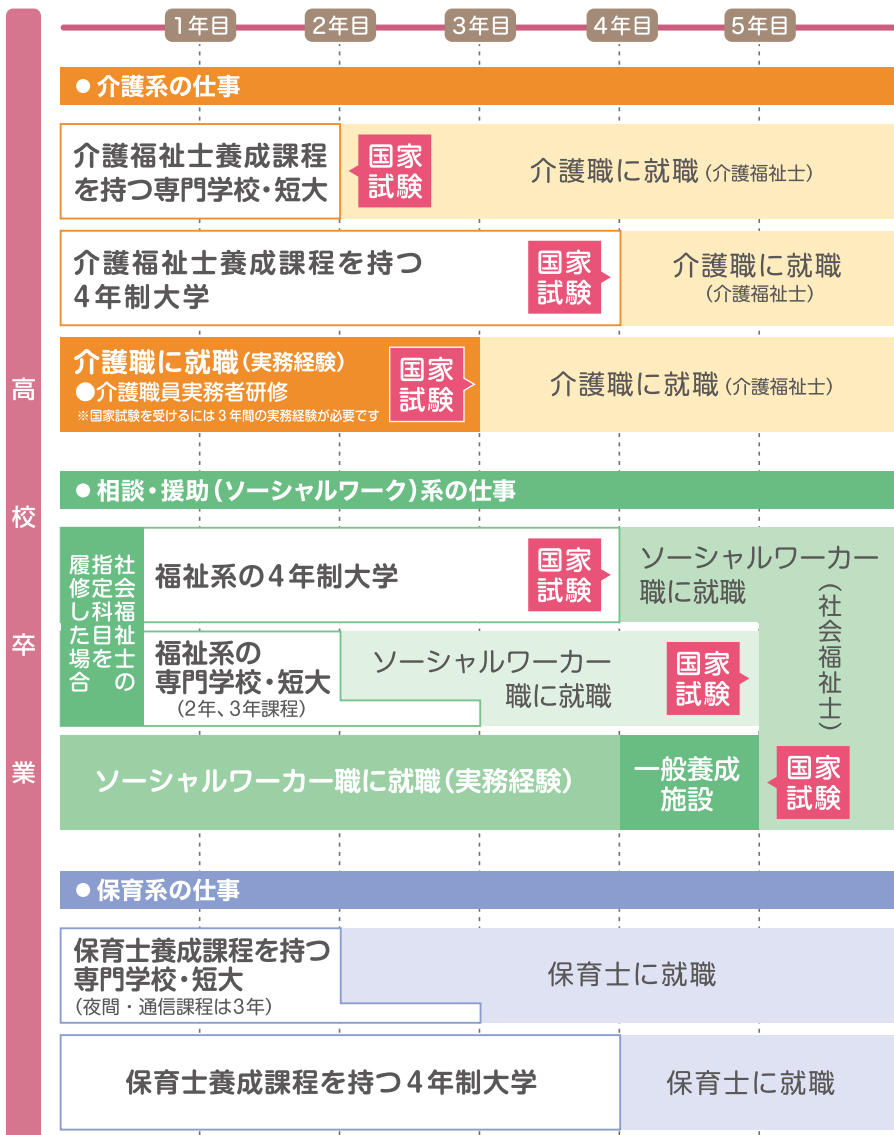 1年目
2年目
3年目
4年目
5年目
高校卒業
●介護系の仕事
介護福祉士養成課程
を持つ専門学校・短大
国家
試験
介護職に就職(介護福祉士)
介護福祉士養成課程を持つ
4年制大学
国家
試験
介護職に就職
(介護福祉士)
介護職に就職(実務経験)
●介護職員実務者研修
※国家試験を受けるには3年間の実務経験が必要です
国家
試験
介護職に就職(介護福祉士)
●相談・援助(ソーシャルワーク)系の仕事
社会福祉士の
指定科目を
履修した場合
福祉系の4年制大学
国家
試験
ソーシャルワーカー
職に就職
(社会福祉士)
福祉系の
専門学校・短大
(2年、3年課程)
ソーシャルワーカー
職に就職
国家
試験
ソーシャルワーカー職に就職(実務経験)
一般養成
施設
国家
試験
●保育系の仕事
保育士養成課程を持つ
専門学校・短大
(夜間・通信課程は3年)
保育士に就職
保育士養成課程を持つ4年制大学
保育士に就職